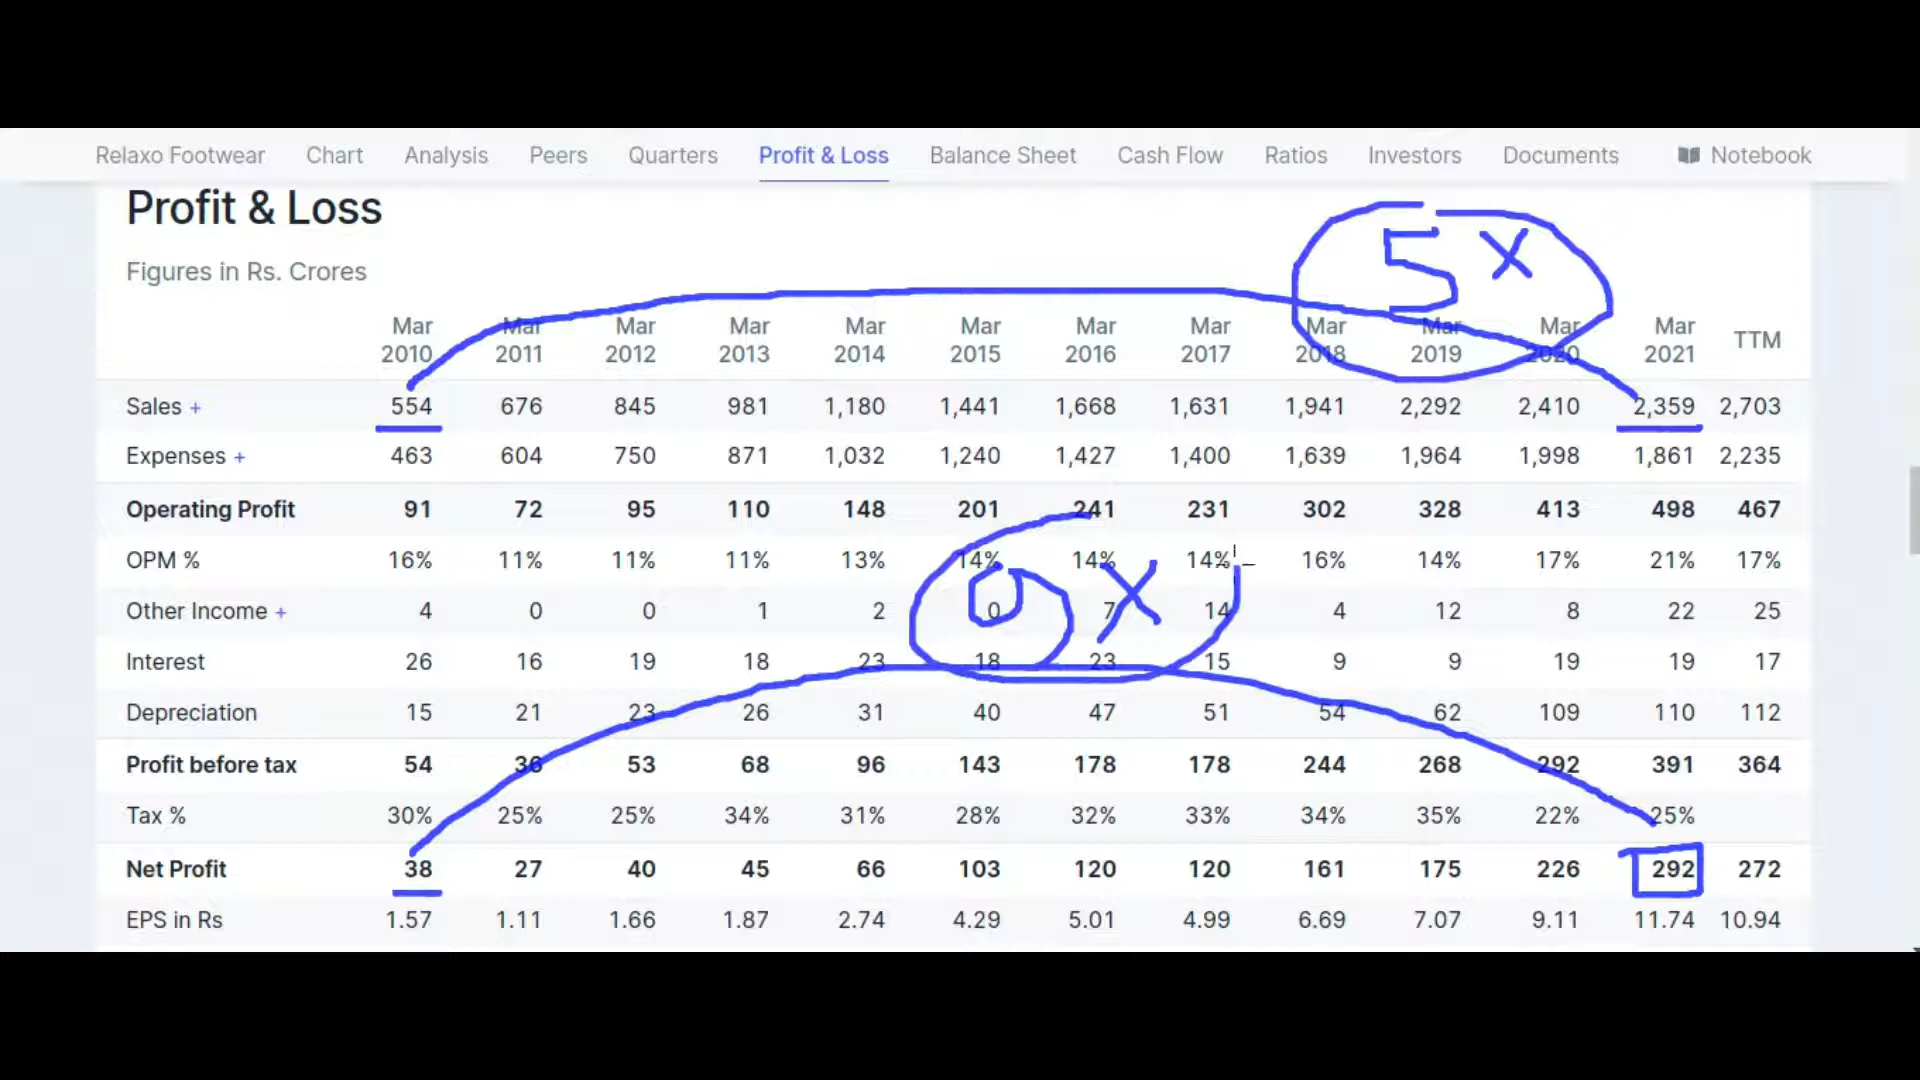 Relaxo Footwear Chart Analysis Peers Quarters Profit & Loss Balance Sheet Cash Flow Ratios Investors Documents Notebook
Profit & Loss
Figures in Rs. Crores
5 x
Mar 2010 Mar 2011 Mar 2012 Mar 2013 Mar 2014 Mar 2015 Mar 2016 Mar 2017 Mar 2018 Mar 2019 Mar 2020 Mar 2021 TTM
Sales + 554 676 845 981 1,180 1,441 1,668 1,631 1,941 2,292 2,410 2,359 2,703
Expenses + 463 604 750 871 1,032 1,240 1,427 1,400 1,639 1,964 1,998 1,861 2,235
Operating Profit 91 72 95 110 148 201 241 231 302 328 413 498 467
OPM % 16% 11% 11% 11% 13% 14% 14% 14% 16% 14% 17% 21% 17%
9 x
Other Income + 4 0 0 1 2 0 7 14 4 12 8 22 25
Interest 26 16 19 18 23 18 23 15 9 9 19 19 17
Depreciation 15 21 23 26 31 40 47 51 54 62 109 110 112
Profit before tax 54 36 53 68 96 143 178 178 244 268 292 391 364
Tax % 30% 25% 25% 34% 31% 28% 32% 33% 34% 35% 22% 25%
Net Profit 38 27 40 45 66 103 120 120 161 175 226 292 272
EPS in Rs 1.57 1.11 1.66 1.87 2.74 4.29 5.01 4.99 6.69 7.07 9.11 11.74 10.94